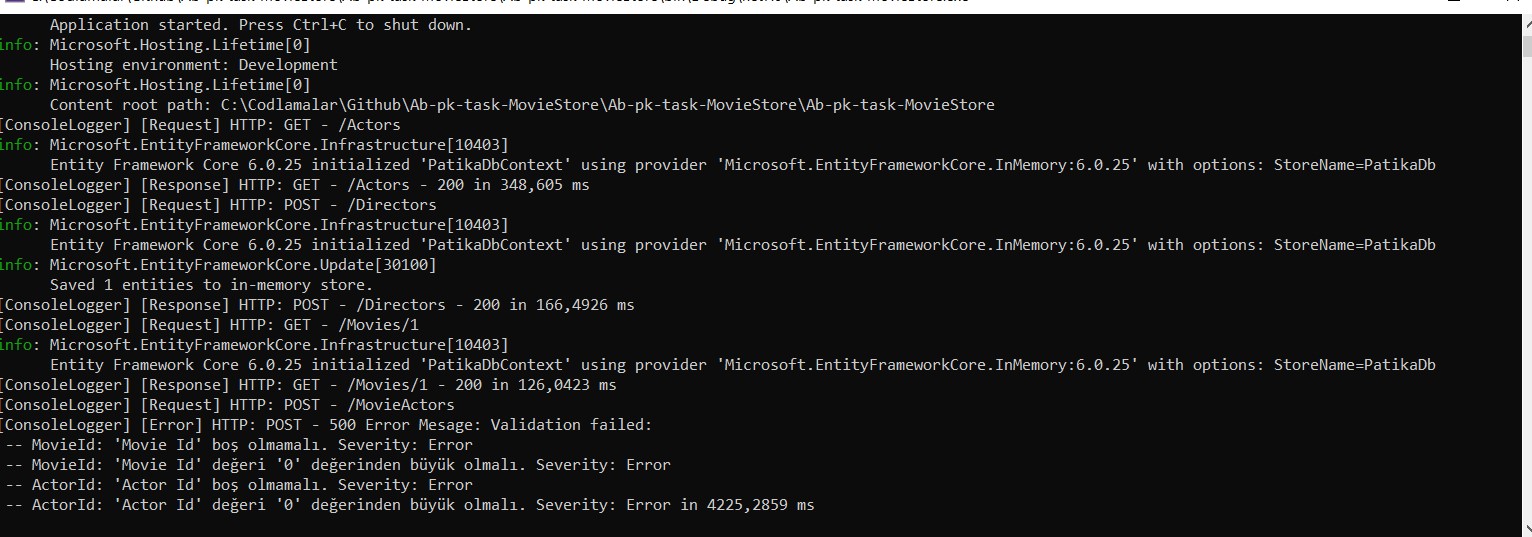 Application started. Press Ctrl+C to shut down.
info: Microsoft.Hosting.Lifetime[0]
Hosting environment: Development
info: Microsoft.Hosting.Lifetime[0]
Content root path: C:\Codlamalar\Github\Ab-pk-task-MovieStore\Ab-pk-task-MovieStore\Ab-pk-task-MovieStore
[ConsoleLogger] [Request] HTTP: GET - /Actors
info: Microsoft.EntityFrameworkCore.Infrastructure[10403]
Entity Framework Core 6.0.25 initialized 'PatikaDbContext' using provider 'Microsoft.EntityFrameworkCore.InMemory:6.0.25' with options: StoreName=PatikaDb
[ConsoleLogger] [Response] HTTP: GET - /Actors - 200 in 348,605 ms
[ConsoleLogger] [Request] HTTP: POST - /Directors
info: Microsoft.EntityFrameworkCore.Infrastructure[10403]
Entity Framework Core 6.0.25 initialized 'PatikaDbContext' using provider 'Microsoft.EntityFrameworkCore.InMemory:6.0.25' with options: StoreName=PatikaDb
info: Microsoft.EntityFrameworkCore.Update[30100]
Saved 1 entities to in-memory store.
[ConsoleLogger] [Response] HTTP: POST - /Directors - 200 in 166,4926 ms
[ConsoleLogger] [Request] HTTP: GET - /Movies/1
info: Microsoft.EntityFrameworkCore.Infrastructure[10403]
Entity Framework Core 6.0.25 initialized 'PatikaDbContext' using provider 'Microsoft.EntityFrameworkCore.InMemory:6.0.25' with options: StoreName=PatikaDb
[ConsoleLogger] [Response] HTTP: GET - /Movies/1 - 200 in 126,0423 ms
[ConsoleLogger] [Request] HTTP: POST - /MovieActors
[ConsoleLogger] [Error] HTTP: POST - 500 Error Mesage: Validation failed:
-- MovieId: 'Movie Id' boş olmamalı. Severity: Error
-- MovieId: 'Movie Id' değeri '0' değerinden büyük olmalı. Severity: Error
-- ActorId: 'Actor Id' boş olmamalı. Severity: Error
-- ActorId: 'Actor Id' değeri '0' değerinden büyük olmalı. Severity: Error in 4225,2859 ms